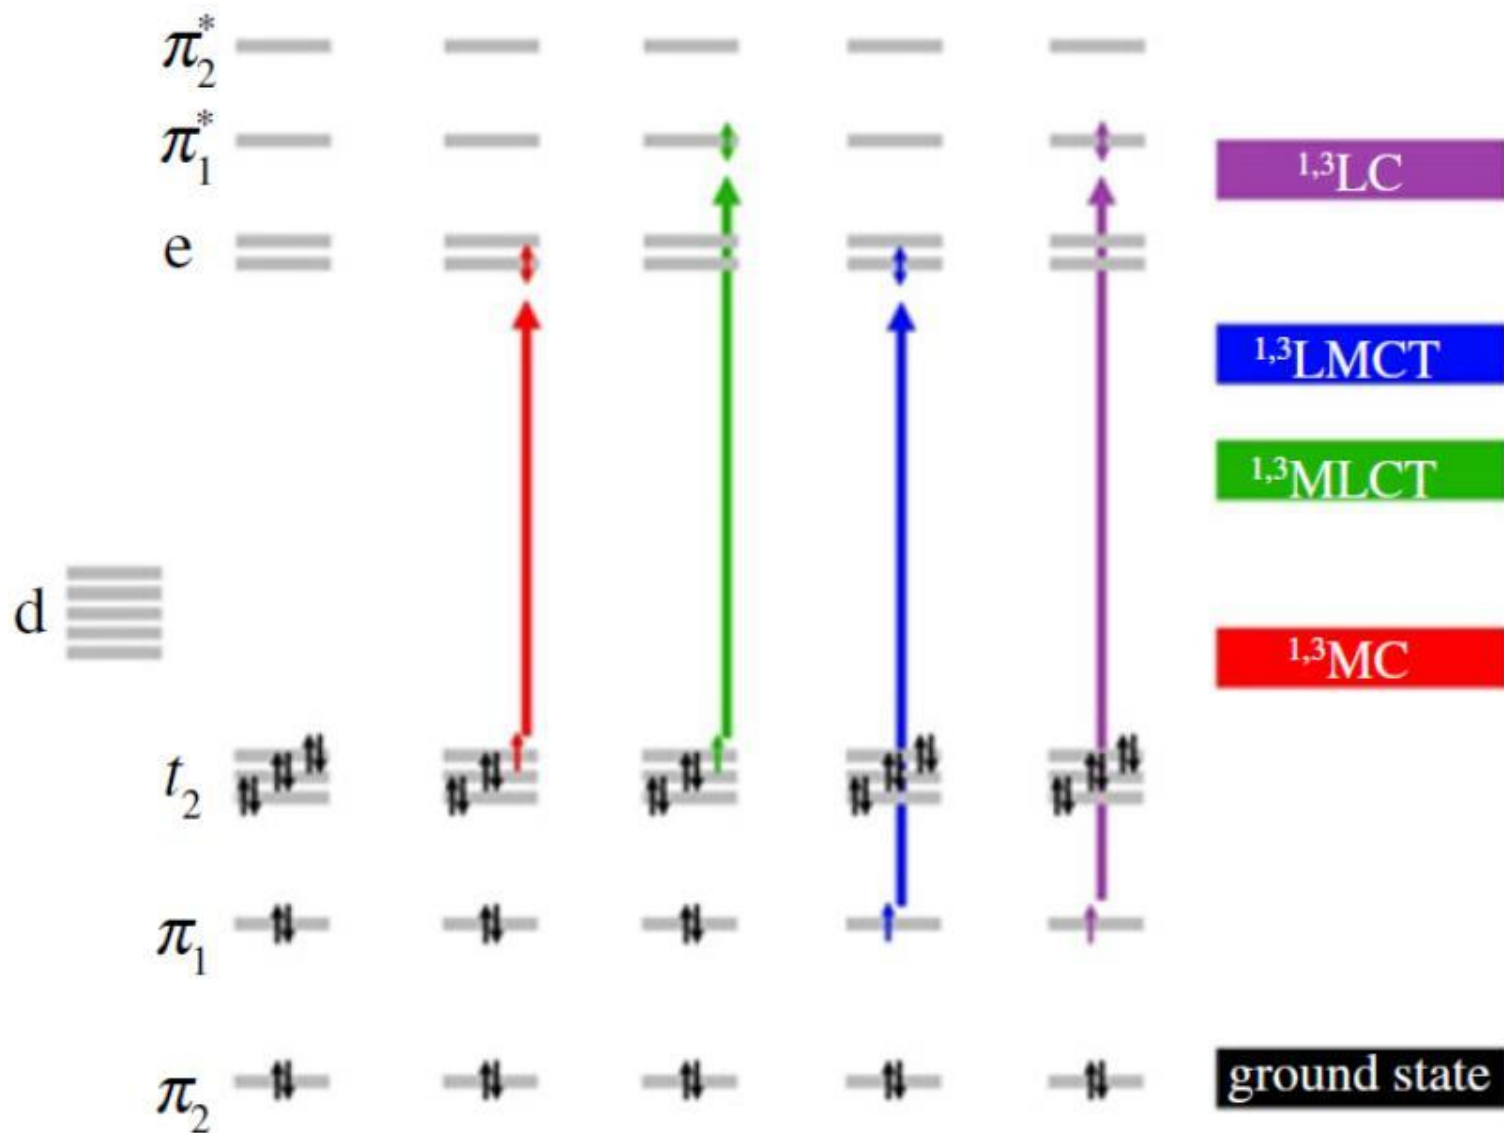 π₂*
π₁*
e
d
t₂
π₁
π₂
¹,³LC
¹,³LMCT
¹,³MLCT
¹,³MC
ground state